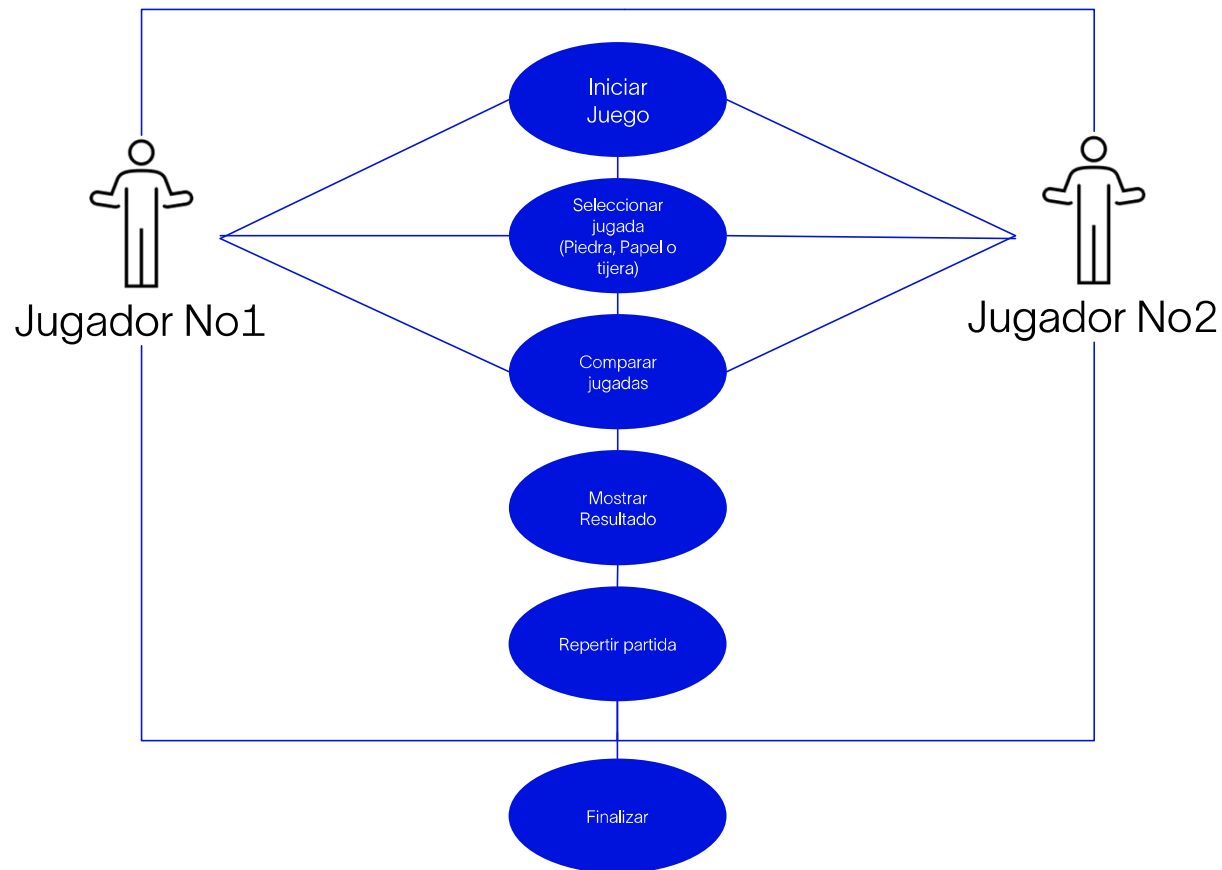 Iniciar
Juego
Seleccionar
jugada
(Piedra, Papel o
tijera)
Jugador No1
Jugador No2
Comparar
jugadas
Mostrar
Resultado
Repertir partida
Finalizar